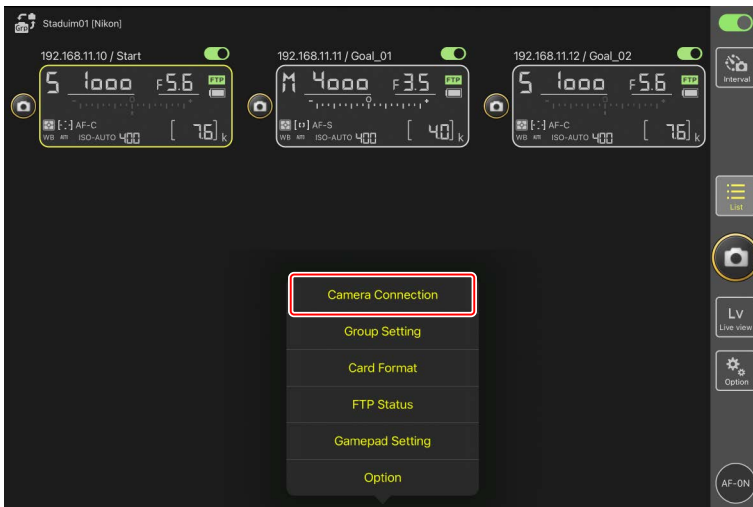 Grp
Staduim01 [Nikon]
192.168.11.10 / Start
S 1000 F5.6 FTP
AF-C
WB ISO-AUTO 400 [ 7.6] k
192.168.11.11 / Goal_01
M 4000 F3.5 FTP
AF-S
WB ISO-AUTO 400 [ 4.0] k
192.168.11.12 / Goal_02
S 1000 F5.6 FTP
AF-C
WB ISO-AUTO 400 [ 7.6] k
Interval
List
Lv
Live view
Option
AF-ON
Camera Connection
Group Setting
Card Format
FTP Status
Gamepad Setting
Option